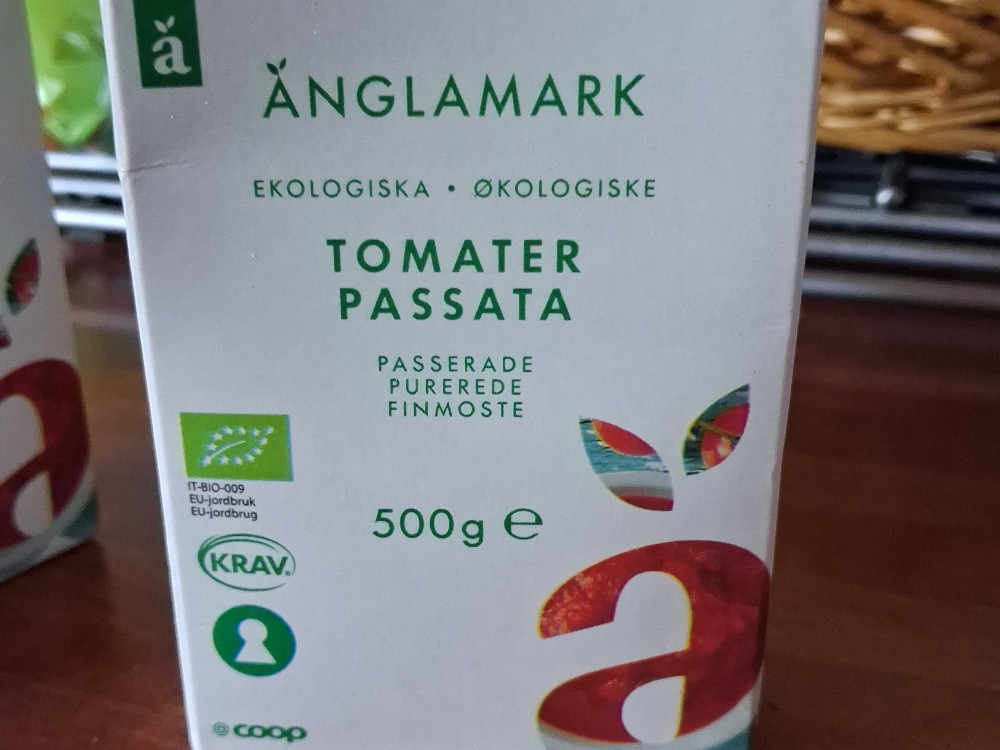 ä
ÄNGLAMARK
EKOLOGISKA • ØKOLOGISKE
TOMATER
PASSATA
PASSERADE
PUREREDE
FINMOSTE
IT-BIO-009
EU-jordbruk
EU-jordbrug
500g ℮
KRAV®
ä
coop